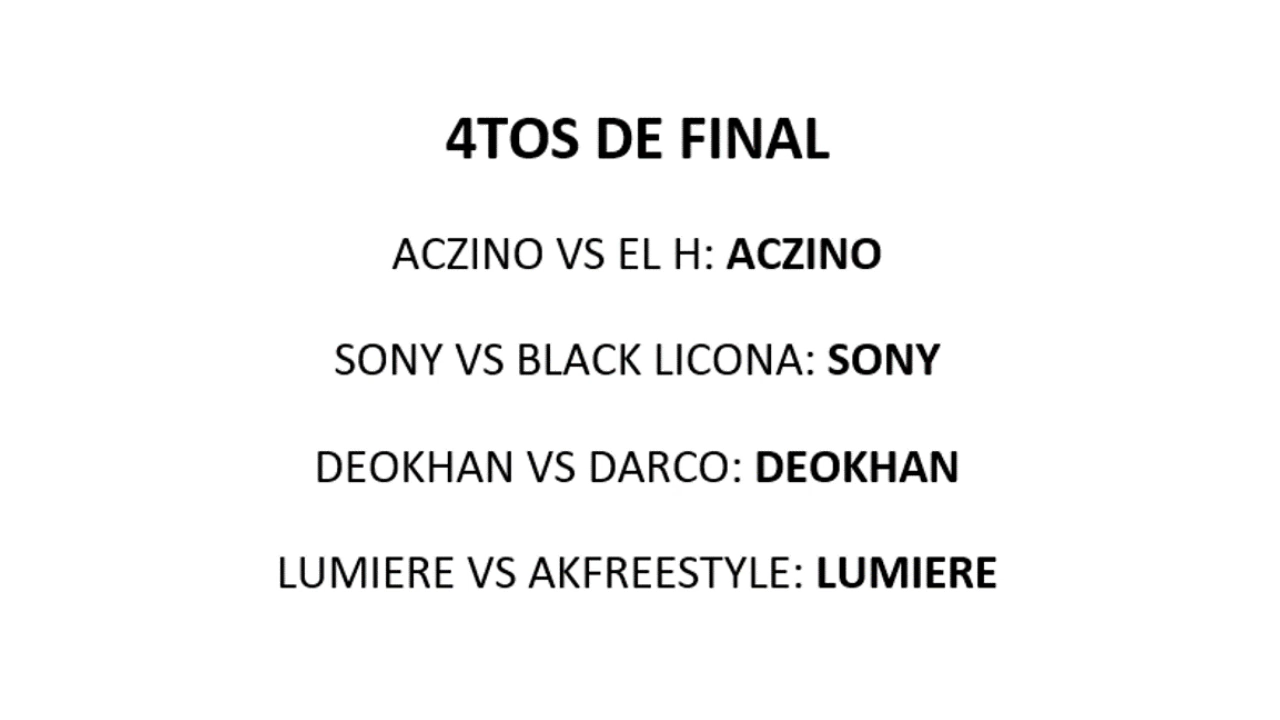 4TOS DE FINAL
ACZINO VS EL H: ACZINO
SONY VS BLACK LICONA: SONY
DEOKHAN VS DARCO: DEOKHAN
LUMIERE VS AKFREESTYLE: LUMIERE